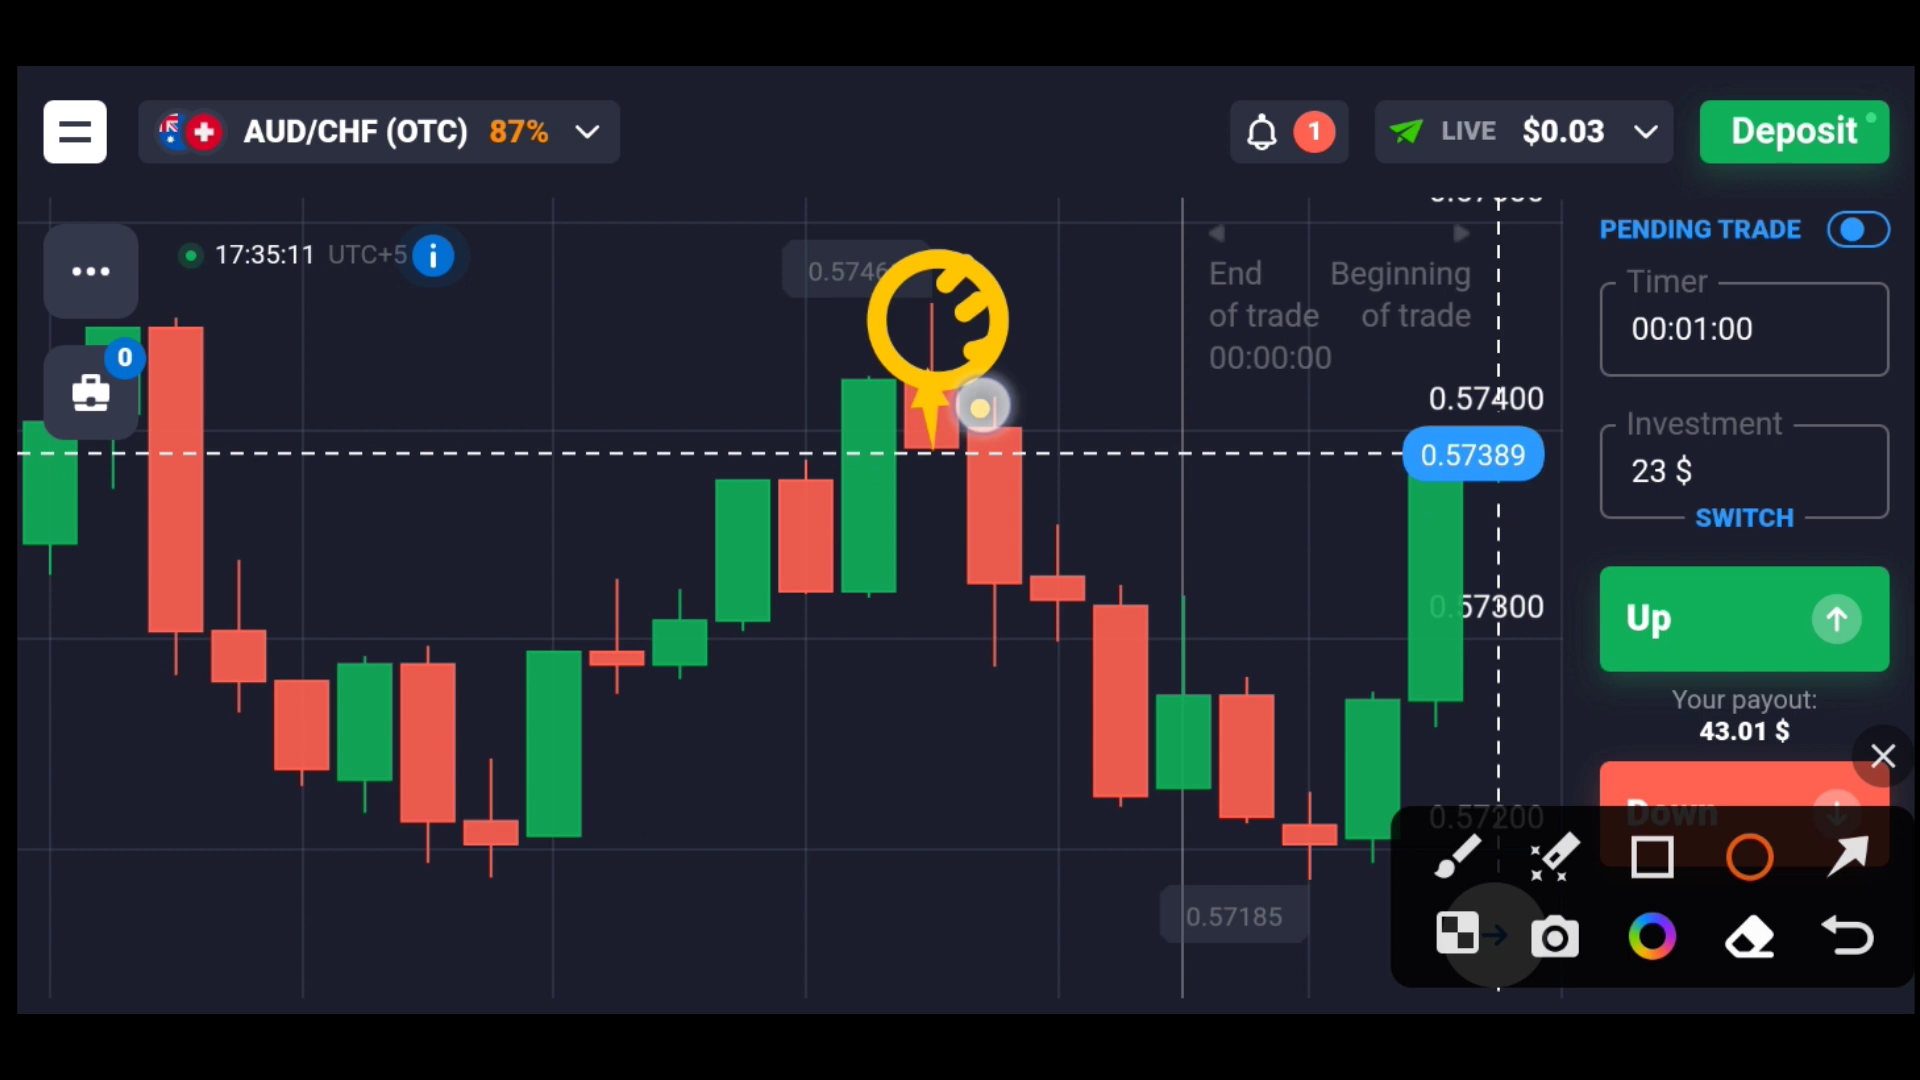 AUD/CHF (OTC) 87%
1
LIVE $0.03
Deposit
17:35:11 UTC+5
i
0
End
of trade
00:00:00
Beginning
of trade
0.57400
0.57389
0.57300
0.57200
0.57185
PENDING TRADE
Timer
00:01:00
Investment
23 $
SWITCH
Up
Your payout:
43.01 $
Down